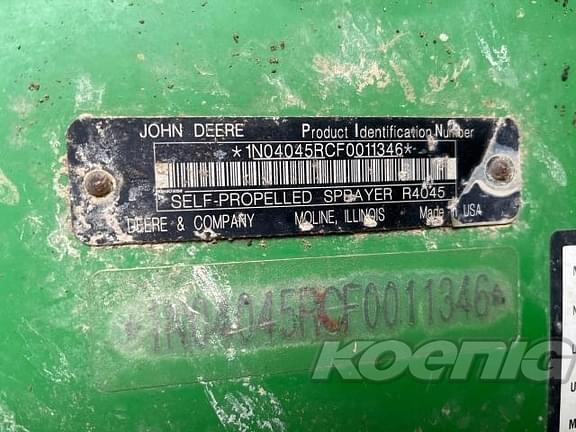 JOHN DEERE Product Identification Number
*1N04045RCF0011346*
SELF-PROPELLED SPRAYER R4045
DEERE & COMPANY MOLINE, ILLINOIS Made in USA
*1N04045RCF0011346*
KOENIG
N
M
L
U
M